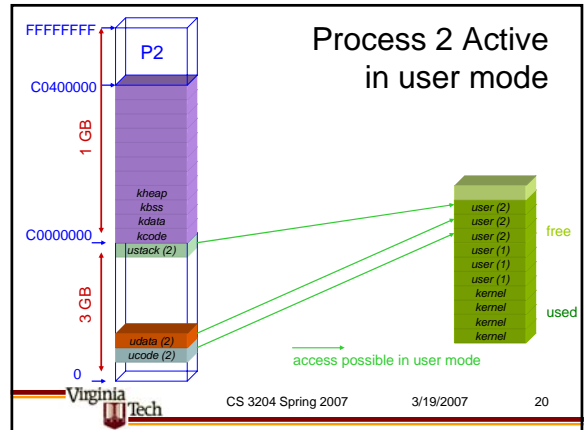 Process 2 Active
in user mode
FFFFFFFF
P2
C0400000
1 GB
kheap
kbss
kdata
kcode
C0000000
ustack (2)
3 GB
udata (2)
ucode (2)
0
user (2)
user (2)
user (2)
user (1)
user (1)
user (1)
kernel
kernel
kernel
kernel
free
used
access possible in user mode
Virginia Tech
CS 3204 Spring 2007
3/19/2007
20